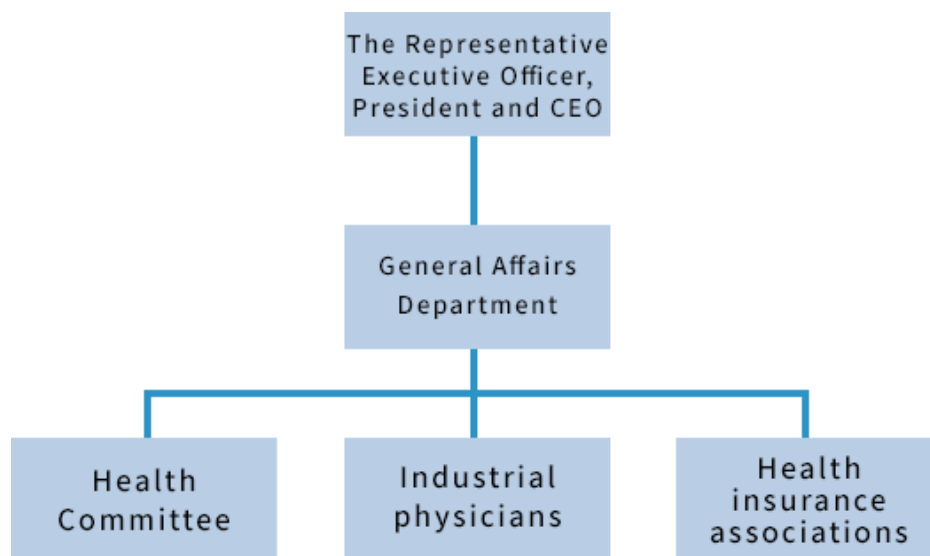 The Representative
Executive Officer,
President and CEO
General Affairs
Department
Health
Committee
Industrial
physicians
Health
insurance
associations